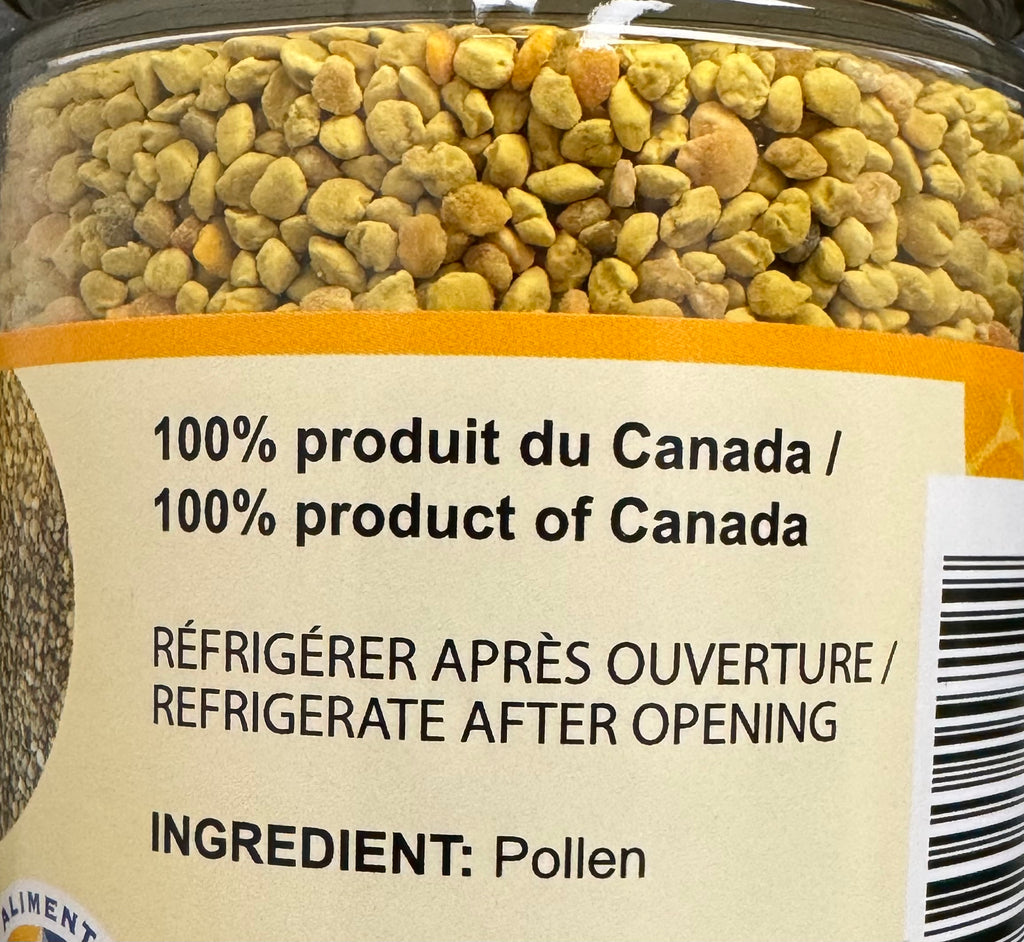 100% produit du Canada /
100% product of Canada
RÉFRIGÉRER APRÈS OUVERTURE /
REFRIGERATE AFTER OPENING
INGREDIENT: Pollen
ALIMENT